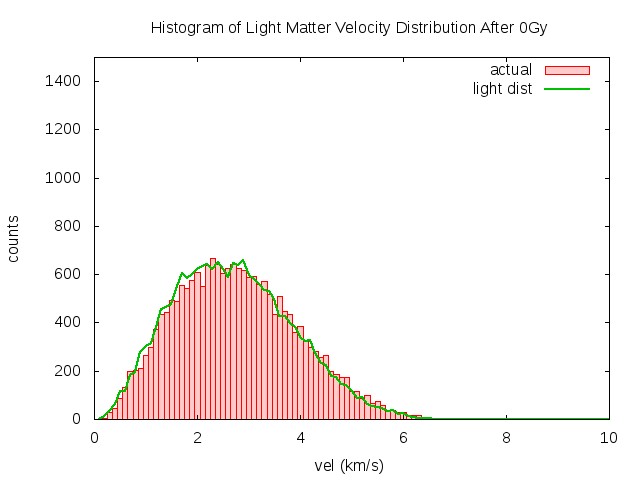 Histogram of Light Matter Velocity Distribution After 0Gy
actual
light dist
1400
1200
1000
800
600
400
200
0
counts
0 2 4 6 8 10
vel (km/s)